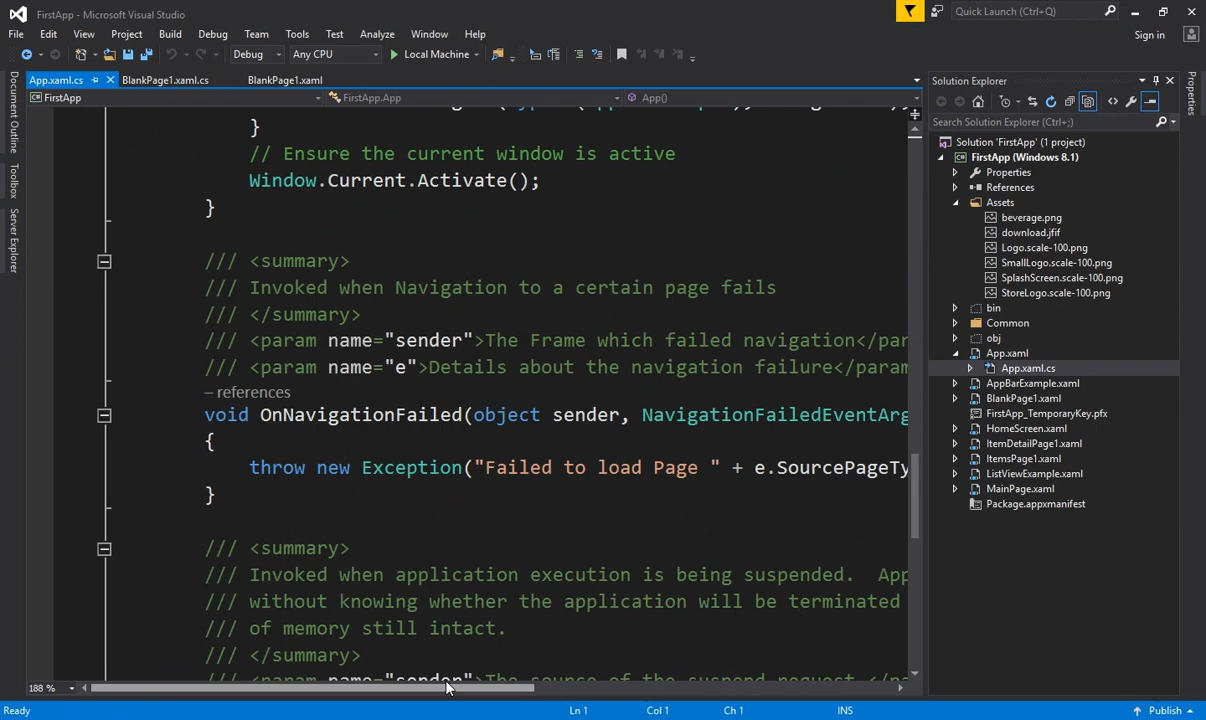 FirstApp - Microsoft Visual Studio
Quick Launch (Ctrl+Q)
File Edit View Project Build Debug Team Tools Test Analyze Window Help
Sign in
Debug Any CPU Local Machine
App.xaml.cs BlankPage1.xaml.cs BlankPage1.xaml
FirstApp FirstApp.App App()
Document Outline
Toolbox
Server Explorer
}
// Ensure the current window is active
Window.Current.Activate();
}
/// <summary>
/// Invoked when Navigation to a certain page fails
/// </summary>
/// <param name="sender">The Frame which failed navigation</par
/// <param name="e">Details about the navigation failure</param
– references
void OnNavigationFailed(object sender, NavigationFailedEventArg
{
throw new Exception("Failed to load Page " + e.SourcePageTy
}
/// <summary>
/// Invoked when application execution is being suspended.  App
/// without knowing whether the application will be terminated
/// of memory still intact.
/// </summary>
/// <param name="sender">The source of the suspend request.</pa
188 %
Solution Explorer
Search Solution Explorer (Ctrl+;)
Solution 'FirstApp' (1 project)
FirstApp (Windows 8.1)
Properties
References
Assets
beverage.png
download.jfif
Logo.scale-100.png
SmallLogo.scale-100.png
SplashScreen.scale-100.png
StoreLogo.scale-100.png
bin
Common
obj
App.xaml
App.xaml.cs
AppBarExample.xaml
BlankPage1.xaml
FirstApp_TemporaryKey.pfx
HomeScreen.xaml
ItemDetailPage1.xaml
ItemsPage1.xaml
ListViewExample.xaml
MainPage.xaml
Package.appxmanifest
Properties
Ready Ln 1 Col 1 Ch 1 INS Publish